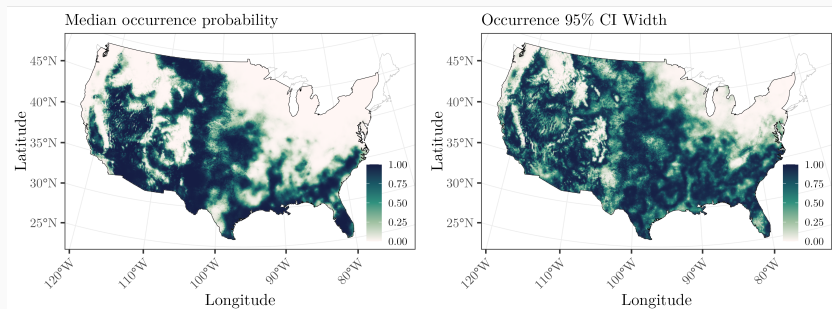 Median occurrence probability
Occurrence 95% CI Width
Latitude
45°N
40°N
35°N
30°N
25°N
1.00
0.75
0.50
0.25
0.00
120°W
110°W
100°W
90°W
80°W
Longitude
Latitude
45°N
40°N
35°N
30°N
25°N
1.00
0.75
0.50
0.25
0.00
120°W
110°W
100°W
90°W
80°W
Longitude